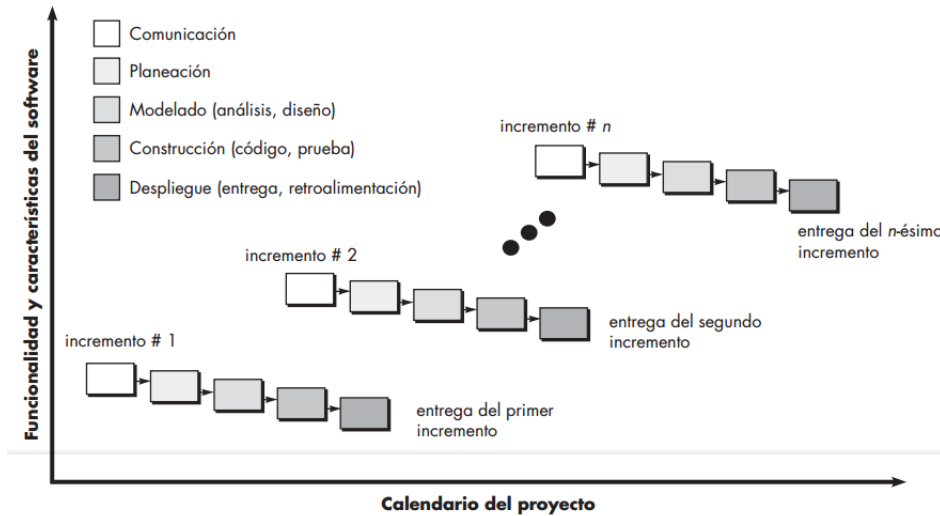 Funcionalidad y características del software
Comunicación
Planeación
Modelado (análisis, diseño)
Construcción (código, prueba)
Despliegue (entrega, retroalimentación)
incremento # n
entrega del n-ésimo
incremento
incremento # 2
entrega del segundo
incremento
incremento # 1
entrega del primer
incremento
Calendario del proyecto